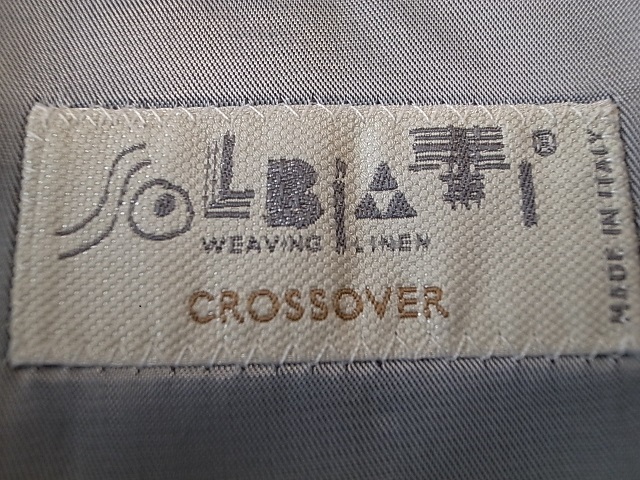 SOLBIATI®
WEAVING LINEN
CROSSOVER
MADE IN ITALY